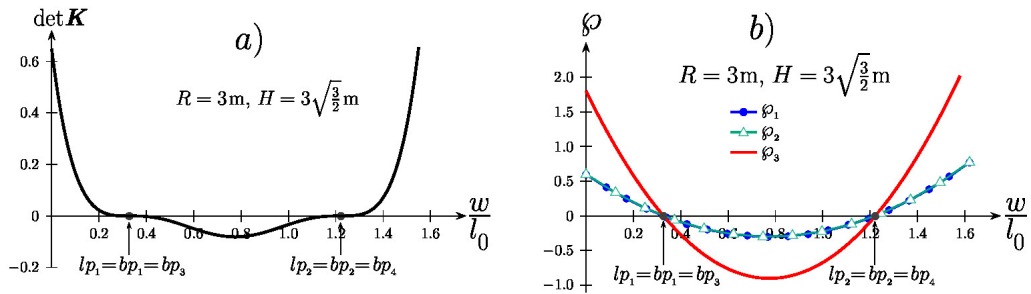 det K
a)
R = 3m, H = 3√(3/2)m
0.6
0.4
0.2
0
−0.2
0.2 0.4 0.6 0.8 1.0 1.2 1.4 1.6
w/l₀
lp₁=bp₁=bp₃
lp₂=bp₂=bp₄
℘
b)
R = 3m, H = 3√(3/2)m
℘₁
℘₂
℘₃
2.0
1.5
1.0
0.5
0
−0.5
−1.0
0.2 0.4 0.6 0.8 1.0 1.2 1.4 1.6
w/l₀
lp₁=bp₁=bp₃
lp₂=bp₂=bp₄